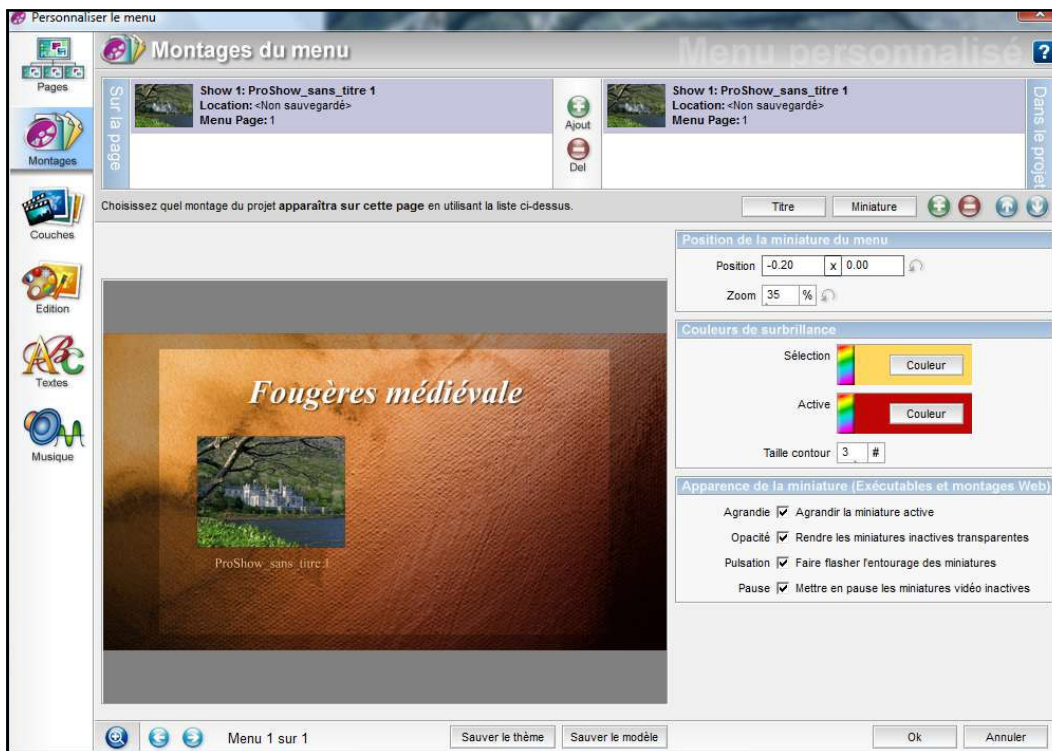 Personnaliser le menu
Montages du menu
Menu personnalisé
?
Pages
Montages
Couches
Edition
Textes
Musique
Sur la page
Show 1: ProShow_sans_titre 1
Location: <Non sauvegardé>
Menu Page: 1
Ajout
Del
Show 1: ProShow_sans_titre 1
Location: <Non sauvegardé>
Menu Page: 1
Dans le projet
Choisissez quel montage du projet apparaîtra sur cette page en utilisant la liste ci-dessus.
Titre
Miniature
Position de la miniature du menu
Position -0.20 x 0.00
Zoom 35 %
Couleurs de surbrillance
Sélection Couleur
Active Couleur
Taille contour 3 #
Apparence de la miniature (Exécutables et montages Web)
Agrandie Agrandir la miniature active
Opacité Rendre les miniatures inactives transparentes
Pulsation Faire flasher l'entourage des miniatures
Pause Mettre en pause les miniatures vidéo inactives
Fougères médiévale
ProShow_sans_titre 1
Menu 1 sur 1
Sauver le thème
Sauver le modèle
Ok
Annuler